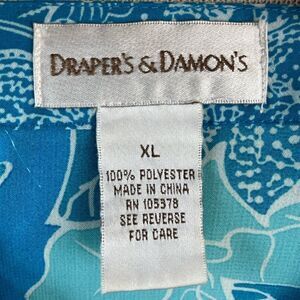 DRAPER'S & DAMON'S
XL
100% POLYESTER
MADE IN CHINA
RN 105378
SEE REVERSE
FOR CARE